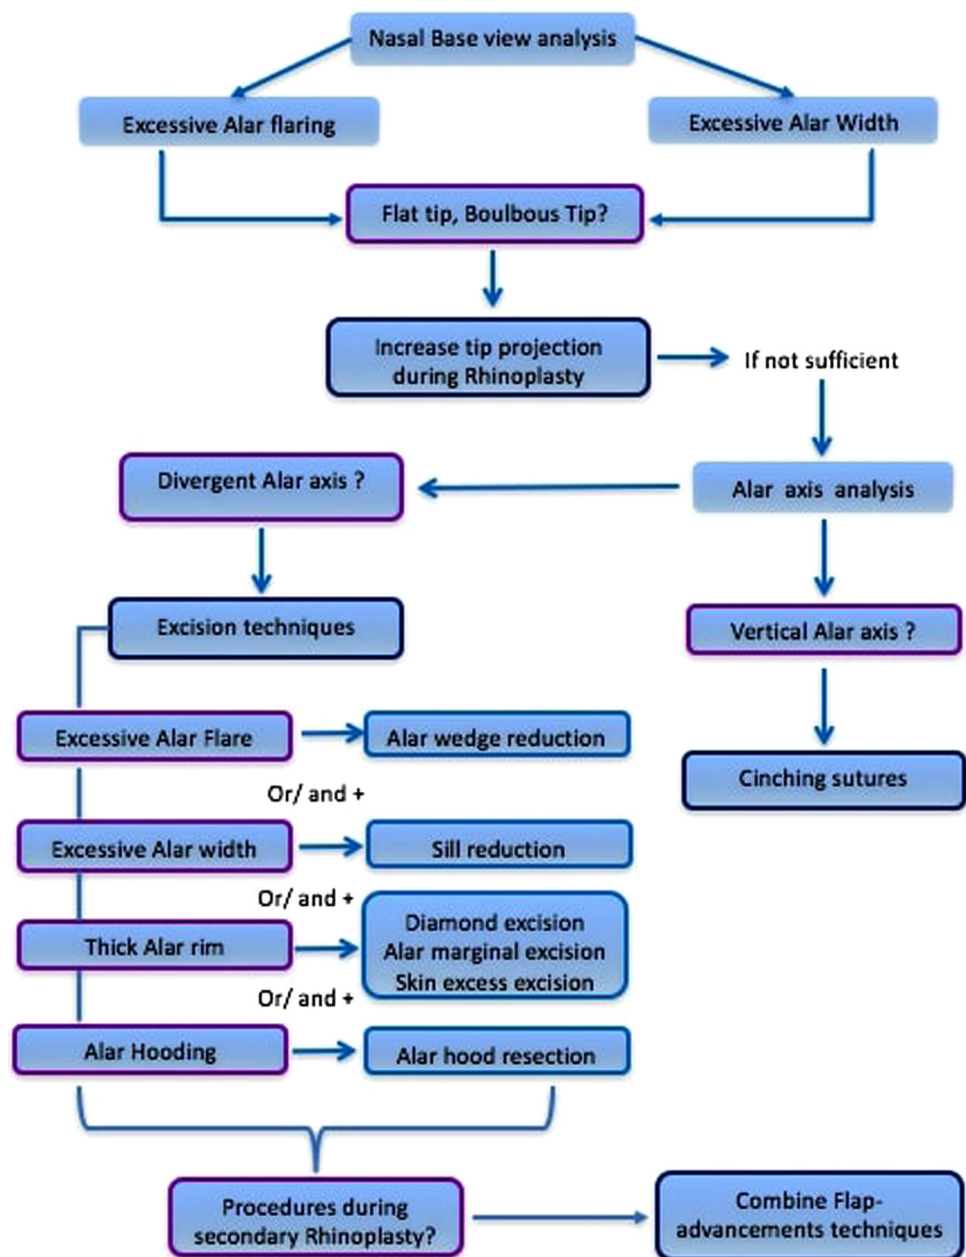 Nasal Base view analysis
Excessive Alar flaring
Excessive Alar Width
Flat tip, Boulbous Tip?
Increase tip projection
during Rhinoplasty
If not sufficient
Divergent Alar axis ?
Alar axis analysis
Excision techniques
Vertical Alar axis ?
Excessive Alar Flare
Alar wedge reduction
Cinching sutures
Or/ and +
Excessive Alar width
Sill reduction
Or/ and +
Thick Alar rim
Diamond excision
Alar marginal excision
Skin excess excision
Or/ and +
Alar Hooding
Alar hood resection
Procedures during
secondary Rhinoplasty?
Combine Flap-
advancements techniques